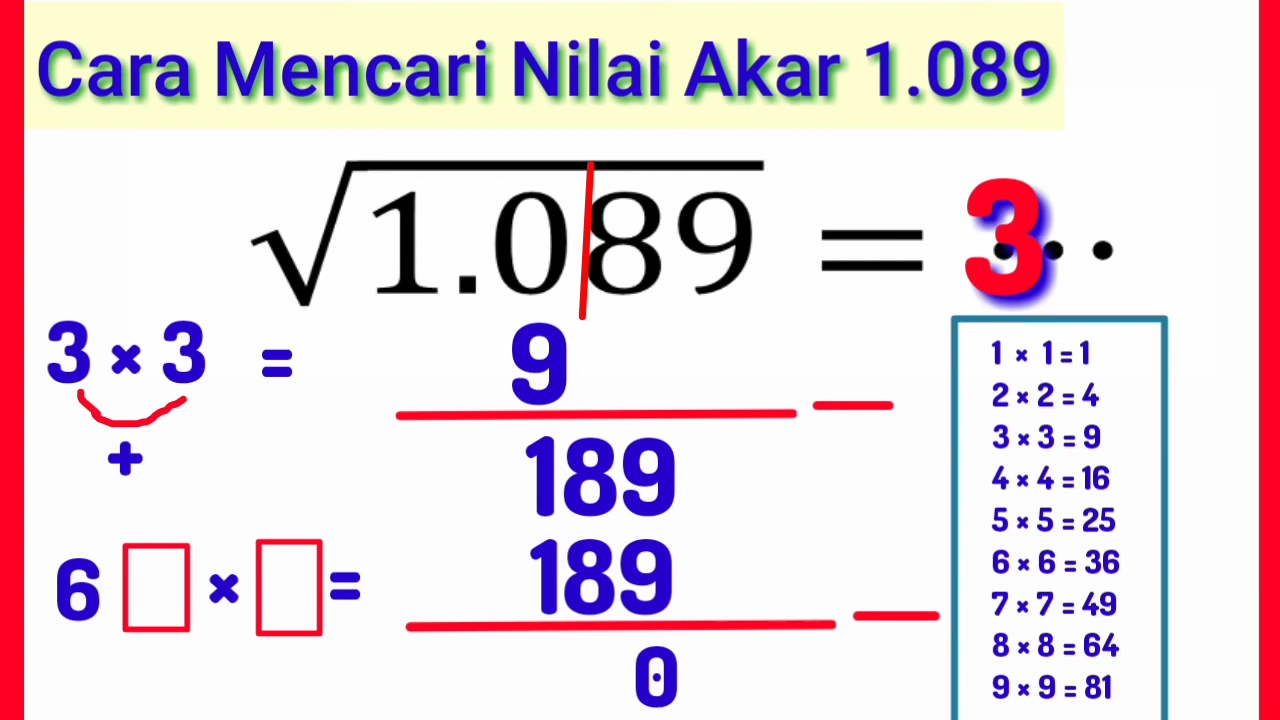 Cara Mencari Nilai Akar 1.089
√1.089 = 3...
3 × 3 = 9
+
189
6 □ × □ = 189
0
1 × 1 = 1
2 × 2 = 4
3 × 3 = 9
4 × 4 = 16
5 × 5 = 25
6 × 6 = 36
7 × 7 = 49
8 × 8 = 64
9 × 9 = 81